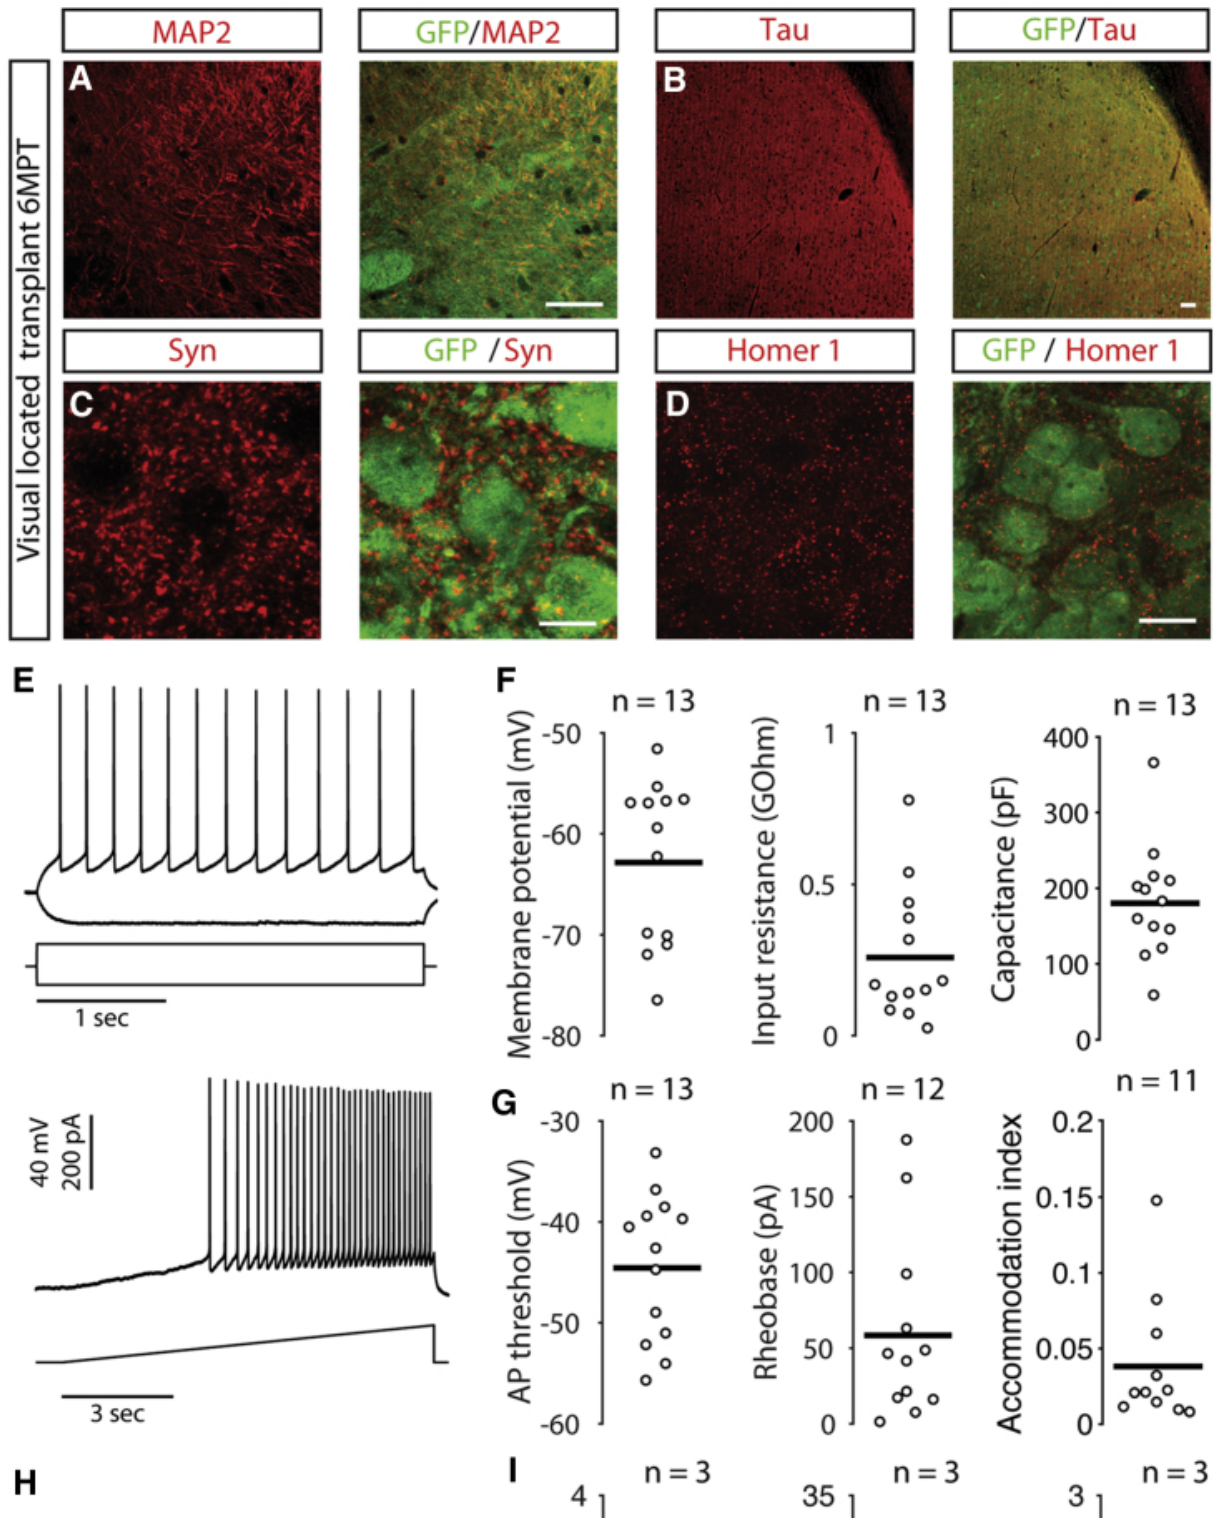 MAP2
GFP/MAP2
Tau
GFP/Tau
Visual located transplant 6MPT
A
B
Syn
GFP /Syn
Homer 1
GFP / Homer 1
C
D
E
1 sec
40 mV
200 pA
3 sec
F
n = 13
Membrane potential (mV)
-50
-60
-70
-80
n = 13
Input resistance (GOhm)
1
0.5
0
n = 13
Capacitance (pF)
400
300
200
100
0
G
n = 13
AP threshold (mV)
-30
-40
-50
-60
n = 12
Rheobase (pA)
200
150
100
50
0
n = 11
Accommodation index
0.2
0.15
0.1
0.05
0
H
I
n = 3
4
n = 3
35
n = 3
3